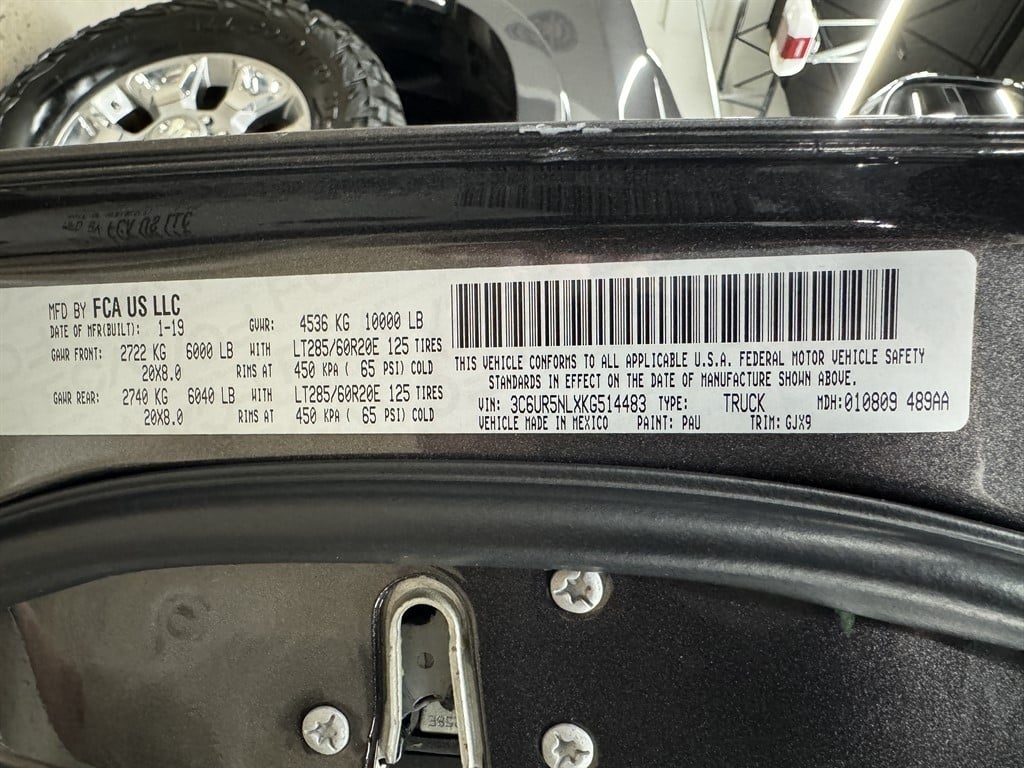 MFD BY FCA US LLC
DATE OF MFR(BUILT): 1-19 GVWR: 4536 KG 10000 LB
GAWR FRONT: 2722 KG 6000 LB WITH LT285/60R20E 125 TIRES
20X8.0 RIMS AT 450 KPA ( 65 PSI) COLD
GAWR REAR: 2740 KG 6040 LB WITH LT285/60R20E 125 TIRES
20X8.0 RIMS AT 450 KPA ( 65 PSI) COLD
THIS VEHICLE CONFORMS TO ALL APPLICABLE U.S.A. FEDERAL MOTOR VEHICLE SAFETY
STANDARDS IN EFFECT ON THE DATE OF MANUFACTURE SHOWN ABOVE.
VIN: 3C6UR5NLXKG514483 TYPE: TRUCK MDH:010809 489AA
VEHICLE MADE IN MEXICO PAINT: PAU TRIM: GJX9